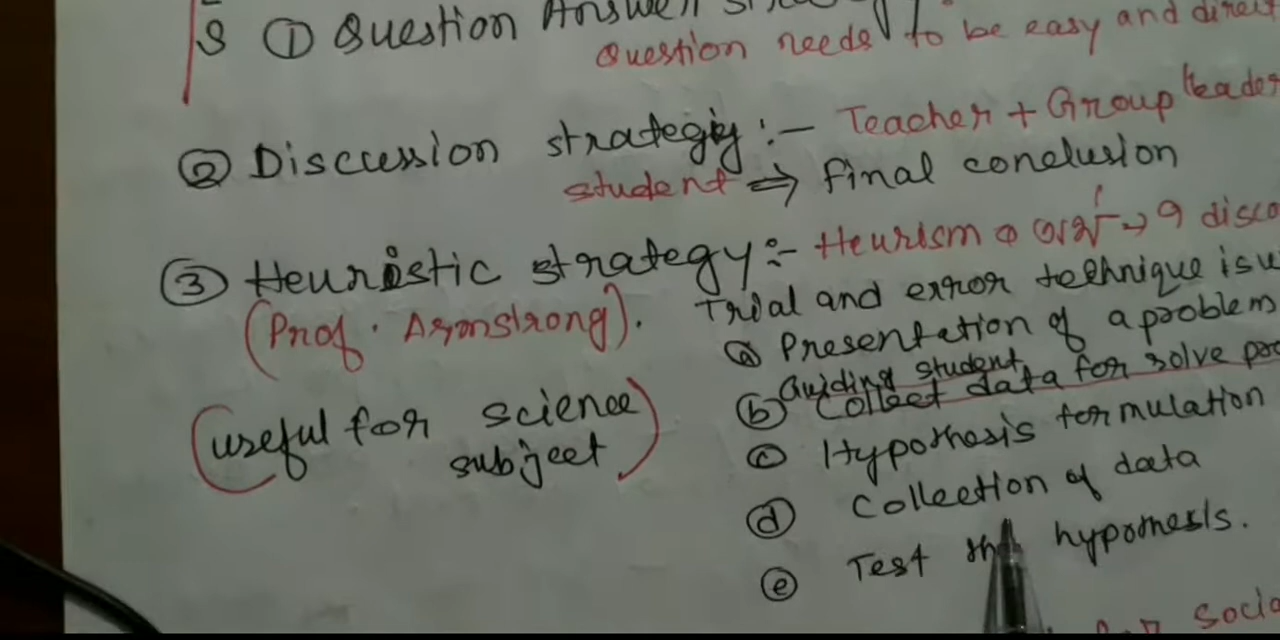 ① Question Answer
Question needs to be easy and direct
② Discussion strategy :- Teacher + Group leader
student ⇒ final conclusion
③ Heuristic strategy :- Heurism
(Prof. Armstrong). Trial and error technique is
ⓐ Presentation of a problem
Guiding student
ⓑ collect data for solve
(useful for science subject)
ⓒ Hypothesis formulation
ⓓ collection of data
ⓔ Test the hypothesis.